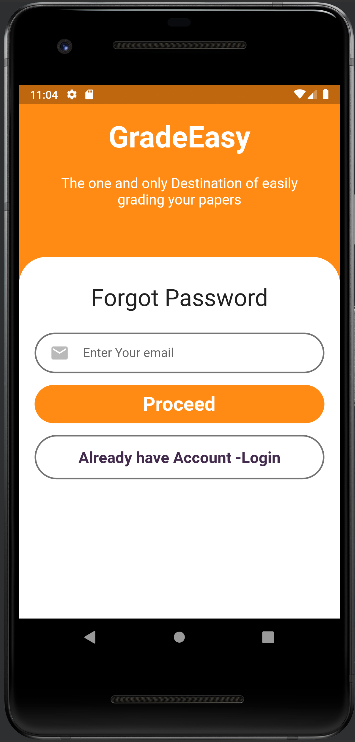 11:04
GradeEasy
The one and only Destination of easily
grading your papers
Forgot Password
Enter Your email
Proceed
Already have Account -Login